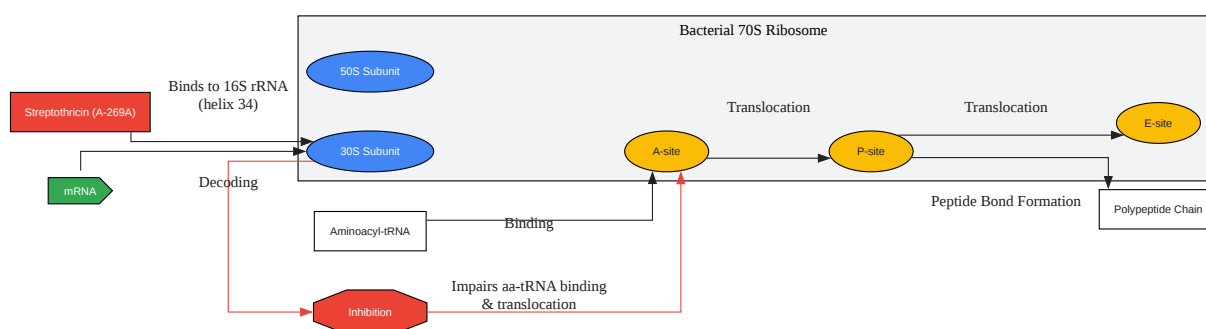 Bacterial 70S Ribosome
50S Subunit
Binds to 16S rRNA
(helix 34)
Streptothricin (A-269A)
Translocation
Translocation
E-site
30S Subunit
A-site
P-site
Decoding
mRNA
Peptide Bond Formation
Polypeptide Chain
Aminoacyl-tRNA
Binding
Impairs aa-tRNA binding
& translocation
Inhibition